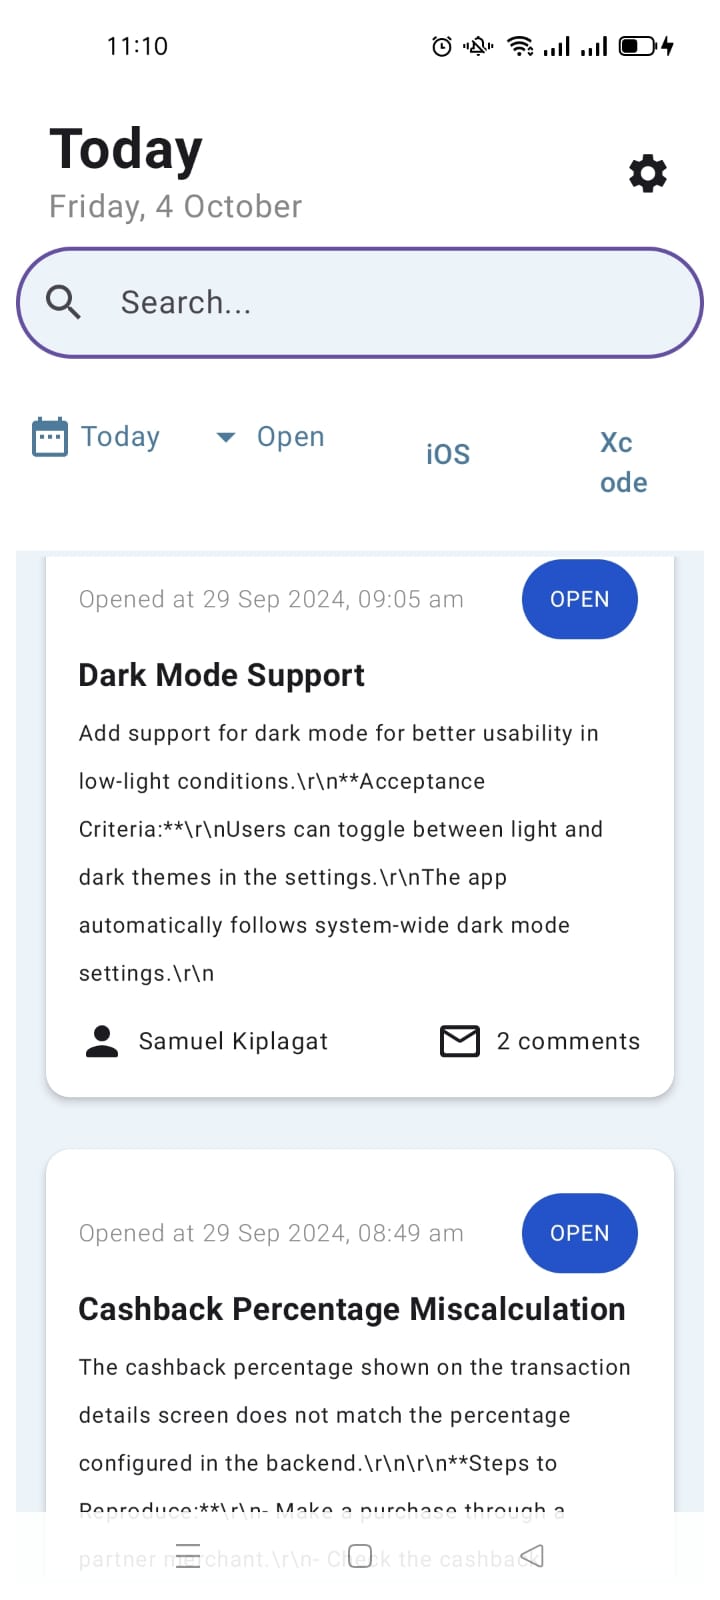 11:10
Today
Friday, 4 October
Search...
Today
Open
iOS
Xc
ode
Opened at 29 Sep 2024, 09:05 am
OPEN
Dark Mode Support
Add support for dark mode for better usability in
low-light conditions.\r\n**Acceptance
Criteria:**\r\nUsers can toggle between light and
dark themes in the settings.\r\nThe app
automatically follows system-wide dark mode
settings.\r\n
Samuel Kiplagat
2 comments
Opened at 29 Sep 2024, 08:49 am
OPEN
Cashback Percentage Miscalculation
The cashback percentage shown on the transaction
details screen does not match the percentage
configured in the backend.\r\n\r\n**Steps to
Reproduce:**\r\n- Make a purchase through a
partner merchant.\r\n- Check the cashback